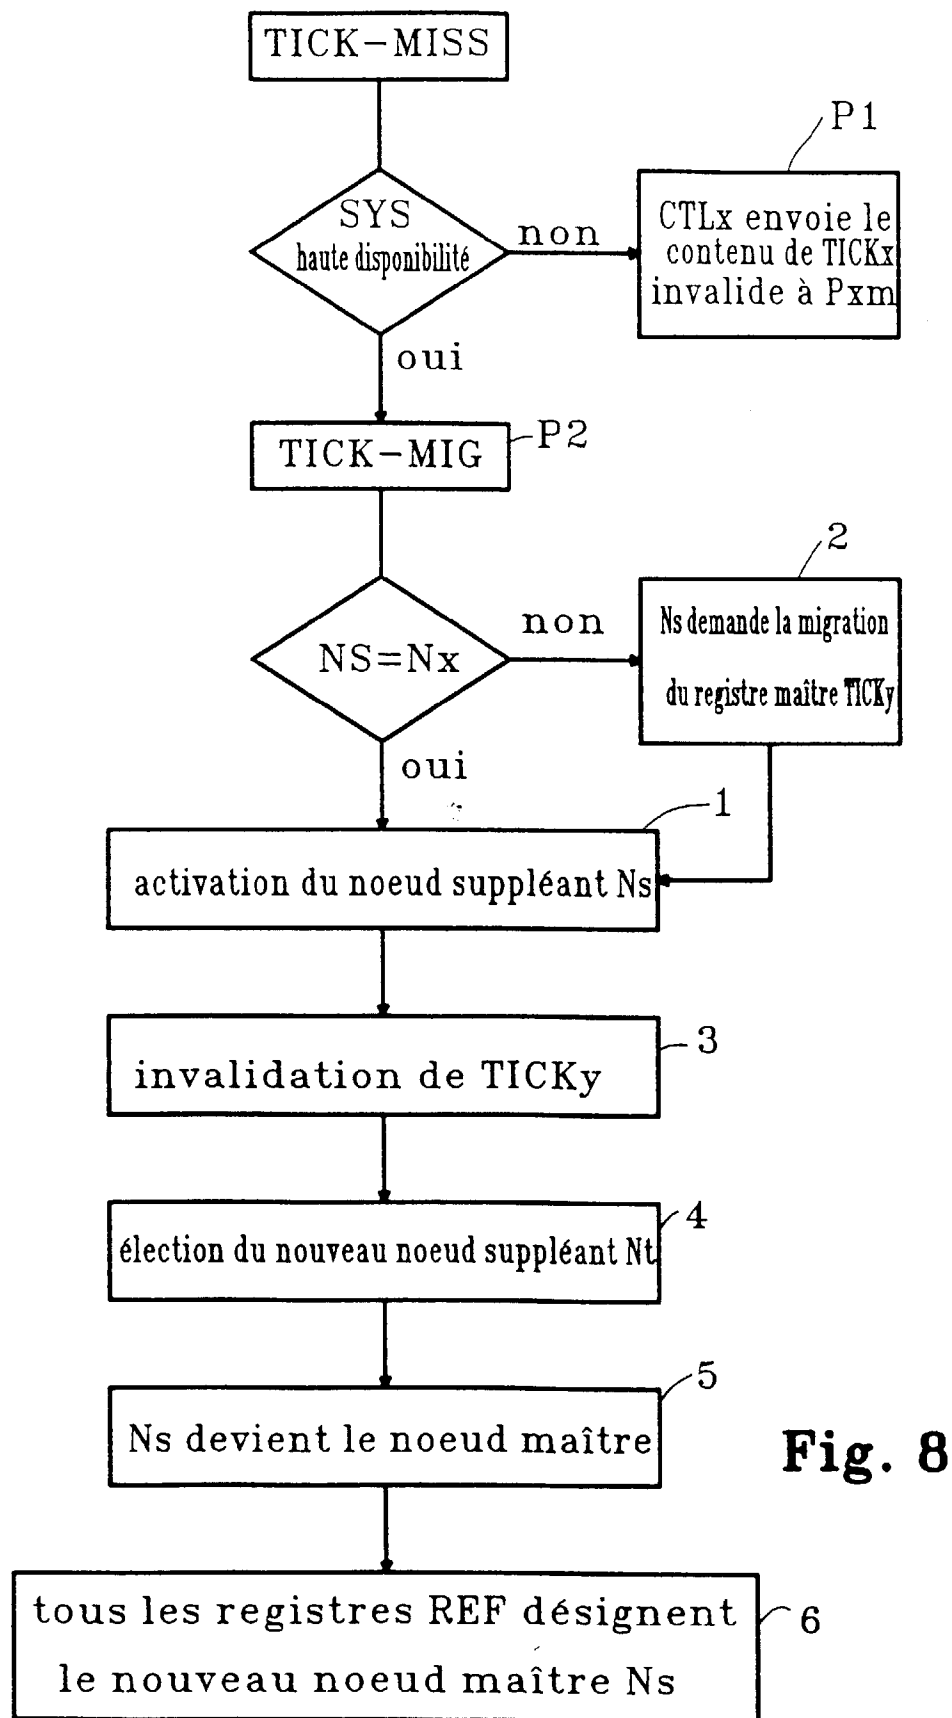 TICK-MISS
P1
SYS
haute disponibilité
non
CTLx envoie le
contenu de TICKx
invalide à Pxm
oui
TICK-MIG
P2
2
NS=Nx
non
Ns demande la migration
du registre maître TICKy
oui
1
activation du noeud suppléant Ns
3
invalidation de TICKy
4
élection du nouveau noeud suppléant Nt
5
Ns devient le noeud maître
Fig. 8
tous les registres REF désignent
le nouveau noeud maître Ns
6